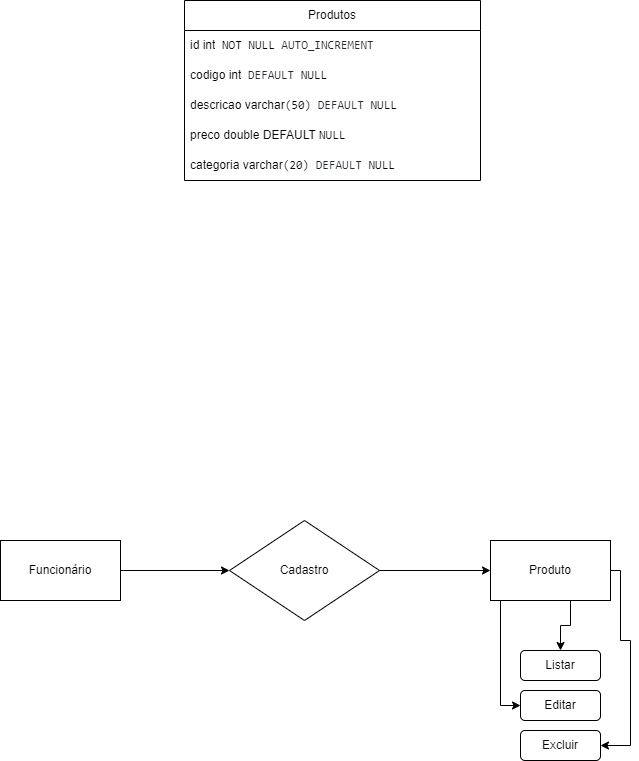 Produtos
id int NOT NULL AUTO_INCREMENT
codigo int DEFAULT NULL
descricao varchar(50) DEFAULT NULL
preco double DEFAULT NULL
categoria varchar(20) DEFAULT NULL
Funcionário
Cadastro
Produto
Listar
Editar
Excluir